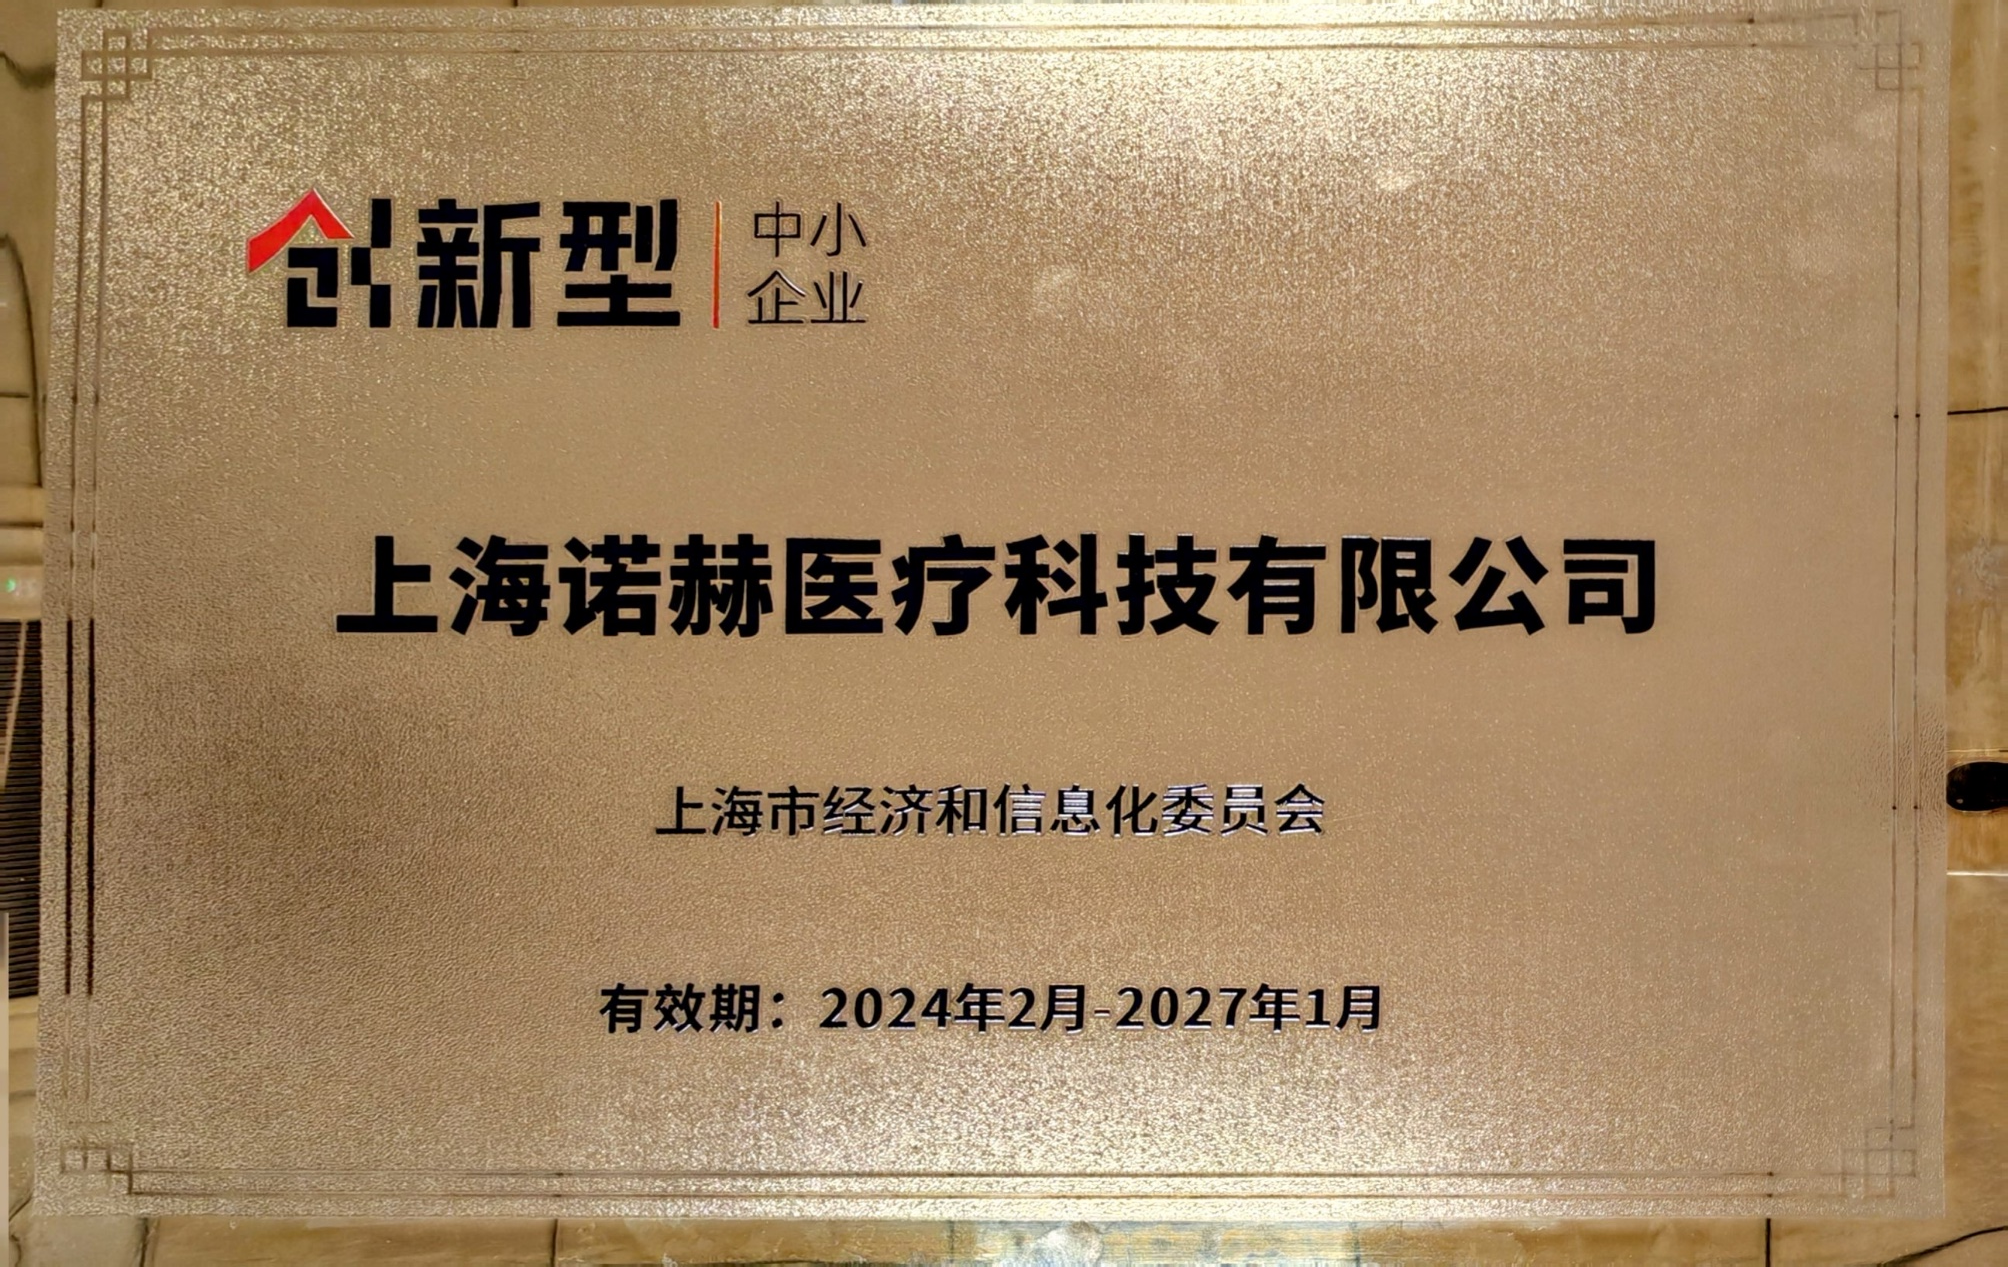 创新型 中小
企业
上海诺赫医疗科技有限公司
上海市经济和信息化委员会
有效期：2024年2月-2027年1月